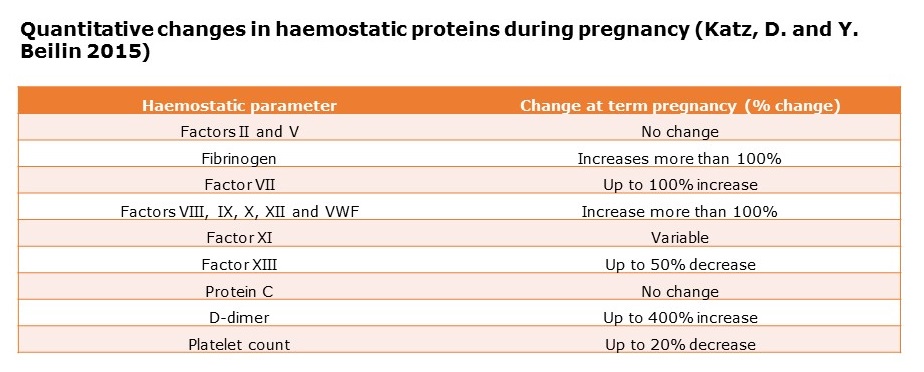 Quantitative changes in haemostatic proteins during pregnancy (Katz, D. and Y.
Beilin 2015)
Haemostatic parameter Change at term pregnancy (% change)
Factors II and V No change
Fibrinogen Increases more than 100%
Factor VII Up to 100% increase
Factors VIII, IX, X, XII and VWF Increase more than 100%
Factor XI Variable
Factor XIII Up to 50% decrease
Protein C No change
D-dimer Up to 400% increase
Platelet count Up to 20% decrease